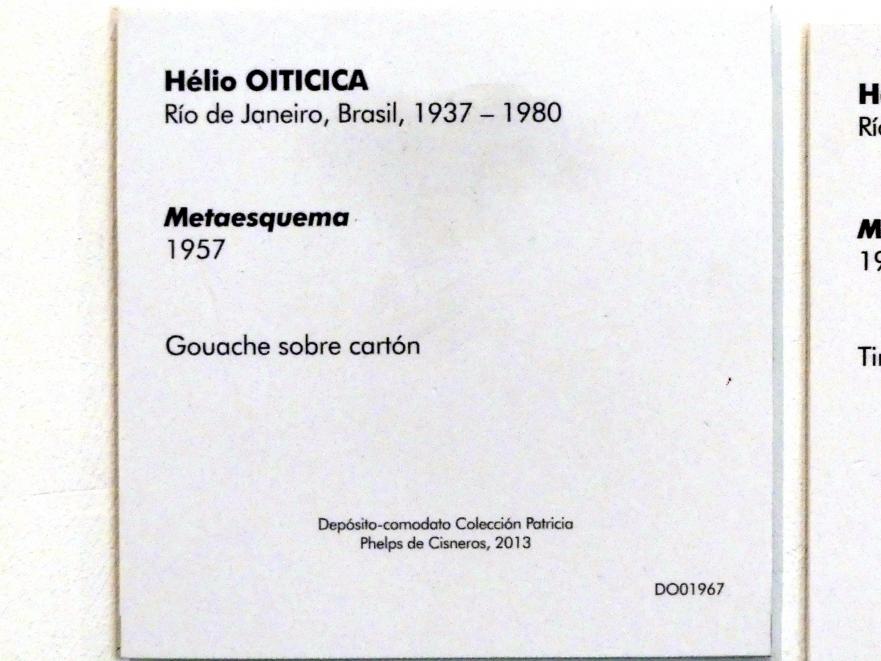 Hélio OITICICA
Río de Janeiro, Brasil, 1937 – 1980
Metaesquema
1957
Gouache sobre cartón
Depósito-comodato Colección Patricia
Phelps de Cisneros, 2013
DO01967